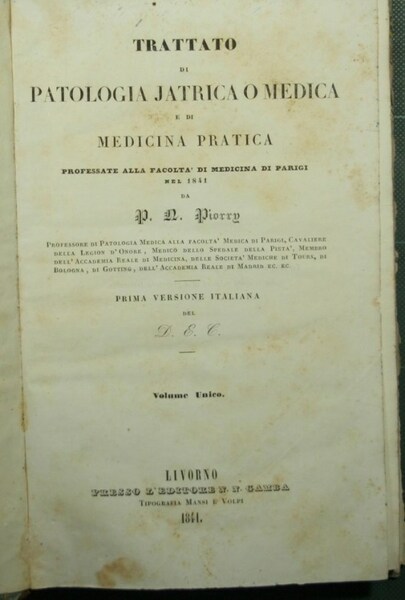 TRATTATO
DI
PATOLOGIA JATRICA O MEDICA
E DI
MEDICINA PRATICA
PROFESSATE ALLA FACOLTA' DI MEDICINA DI PARIGI
NEL 1841
DA
P. N. Piorry
PROFESSORE DI PATOLOGIA MEDICA ALLA FACOLTA' MEDICA DI PARIGI, CAVALIERE
DELLA LEGION D'ONORE, MEDICO DELLO SPEDALE DELLA PIETA', MEMBRO
DELL'ACCADEMIA REALE DI MEDICINA, DELLE SOCIETA' MEDICHE DI TOURS, DI
BOLOGNA, DI GOTTING, DELL'ACCADEMIA REALE DI MADRID EC. EC.
PRIMA VERSIONE ITALIANA
DEL
D. E. C.
Volume Unico.
LIVORNO
PRESSO L'EDITORE N. N. GAMBA
TIPOGRAFIA MANSI E VOLPI
1841.